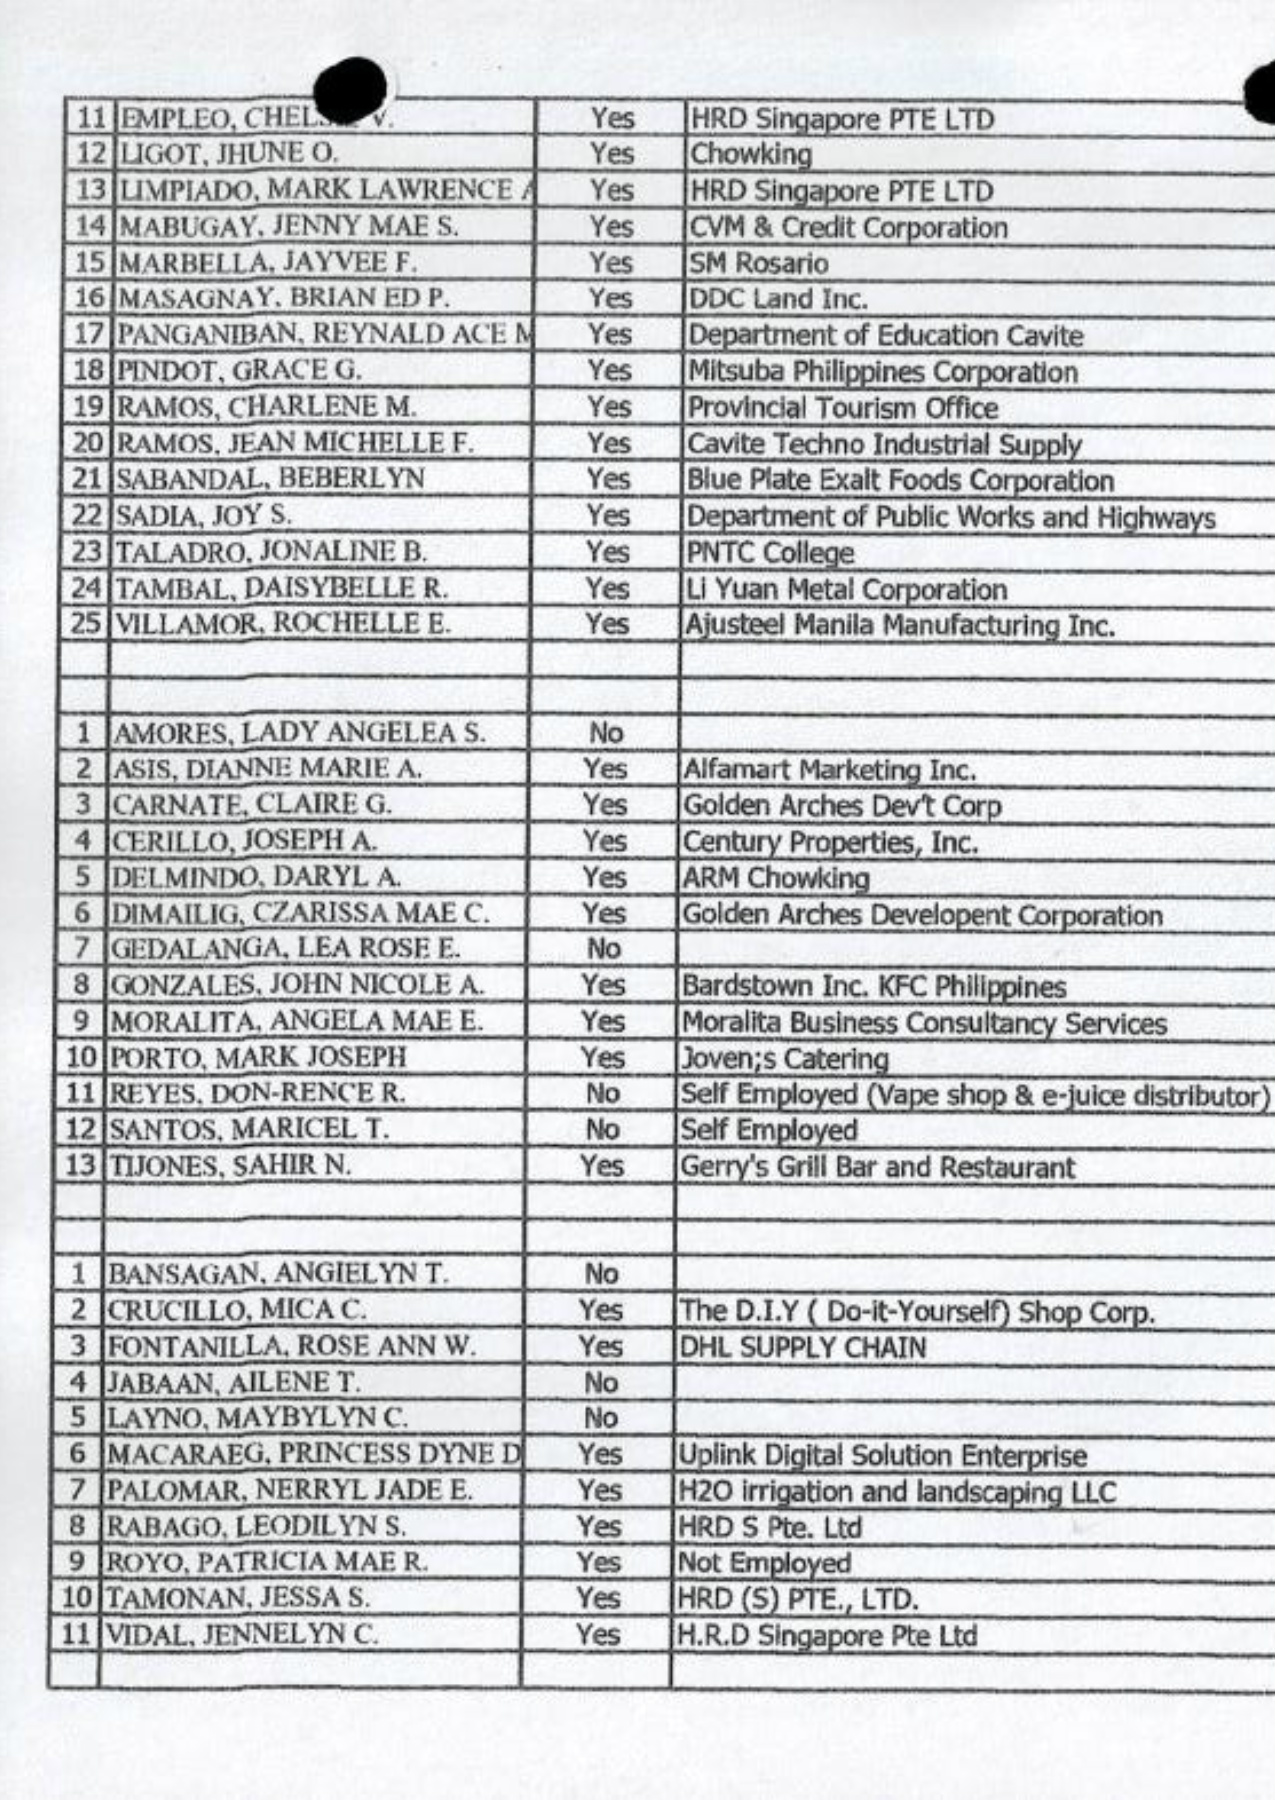 11 EMPLEO, V. Yes HRD Singapore PTE LTD
12 LIGOT, JHUNE O. Yes Chowking
13 LIMPIADO, MARK LAWRENCE A Yes HRD Singapore PTE LTD
14 MABUGAY, JENNY MAE S. Yes CVM & Credit Corporation
15 MARBELLA, JAYVEE F. Yes SM Rosario
16 MASAGNAY, BRIAN ED P. Yes DDC Land Inc.
17 PANGANIBAN, REYNALD ACE M Yes Department of Education Cavite
18 PINDOT, GRACE G. Yes Mitsuba Philippines Corporation
19 RAMOS, CHARLENE M. Yes Provincial Tourism Office
20 RAMOS, JEAN MICHELLE F. Yes Cavite Techno Industrial Supply
21 SABANDAL, BEBERLYN Yes Blue Plate Exalt Foods Corporation
22 SADIA, JOY S. Yes Department of Public Works and Highways
23 TALADRO, JONALINE B. Yes PNTC College
24 TAMBAL, DAISYBELLE R. Yes Li Yuan Metal Corporation
25 VILLAMOR, ROCHELLE E. Yes Ajusteel Manila Manufacturing Inc.
1 AMORES, LADY ANGELEA S. No
2 ASIS, DIANNE MARIE A. Yes Alfamart Marketing Inc.
3 CARNATE, CLAIRE G. Yes Golden Arches Dev't Corp
4 CERILLO, JOSEPH A. Yes Century Properties, Inc.
5 DELMINDO, DARYL A. Yes ARM Chowking
6 DIMAILIG, CZARISSA MAE C. Yes Golden Arches Developent Corporation
7 GEDALANGA, LEA ROSE E. No
8 GONZALES, JOHN NICOLE A. Yes Bardstown Inc. KFC Philippines
9 MORALITA, ANGELA MAE E. Yes Moralita Business Consultancy Services
10 PORTO, MARK JOSEPH Yes Joven;s Catering
11 REYES, DON-RENCE R. No Self Employed (Vape shop & e-juice distributor)
12 SANTOS, MARICEL T. No Self Employed
13 TIJONES, SAHIR N. Yes Gerry's Grill Bar and Restaurant
1 BANSAGAN, ANGIELYN T. No
2 CRUCILLO, MICA C. Yes The D.I.Y ( Do-it-Yourself) Shop Corp.
3 FONTANILLA, ROSE ANN W. Yes DHL SUPPLY CHAIN
4 JABAAN, AILENE T. No
5 LAYNO, MAYBYLYN C. No
6 MACARAEG, PRINCESS DYNE D Yes Uplink Digital Solution Enterprise
7 PALOMAR, NERRYL JADE E. Yes H2O irrigation and landscaping LLC
8 RABAGO, LEODILYN S. Yes HRD S Pte. Ltd
9 ROYO, PATRICIA MAE R. Yes Not Employed
10 TAMONAN, JESSA S. Yes HRD (S) PTE., LTD.
11 VIDAL, JENNELYN C. Yes H.R.D Singapore Pte Ltd